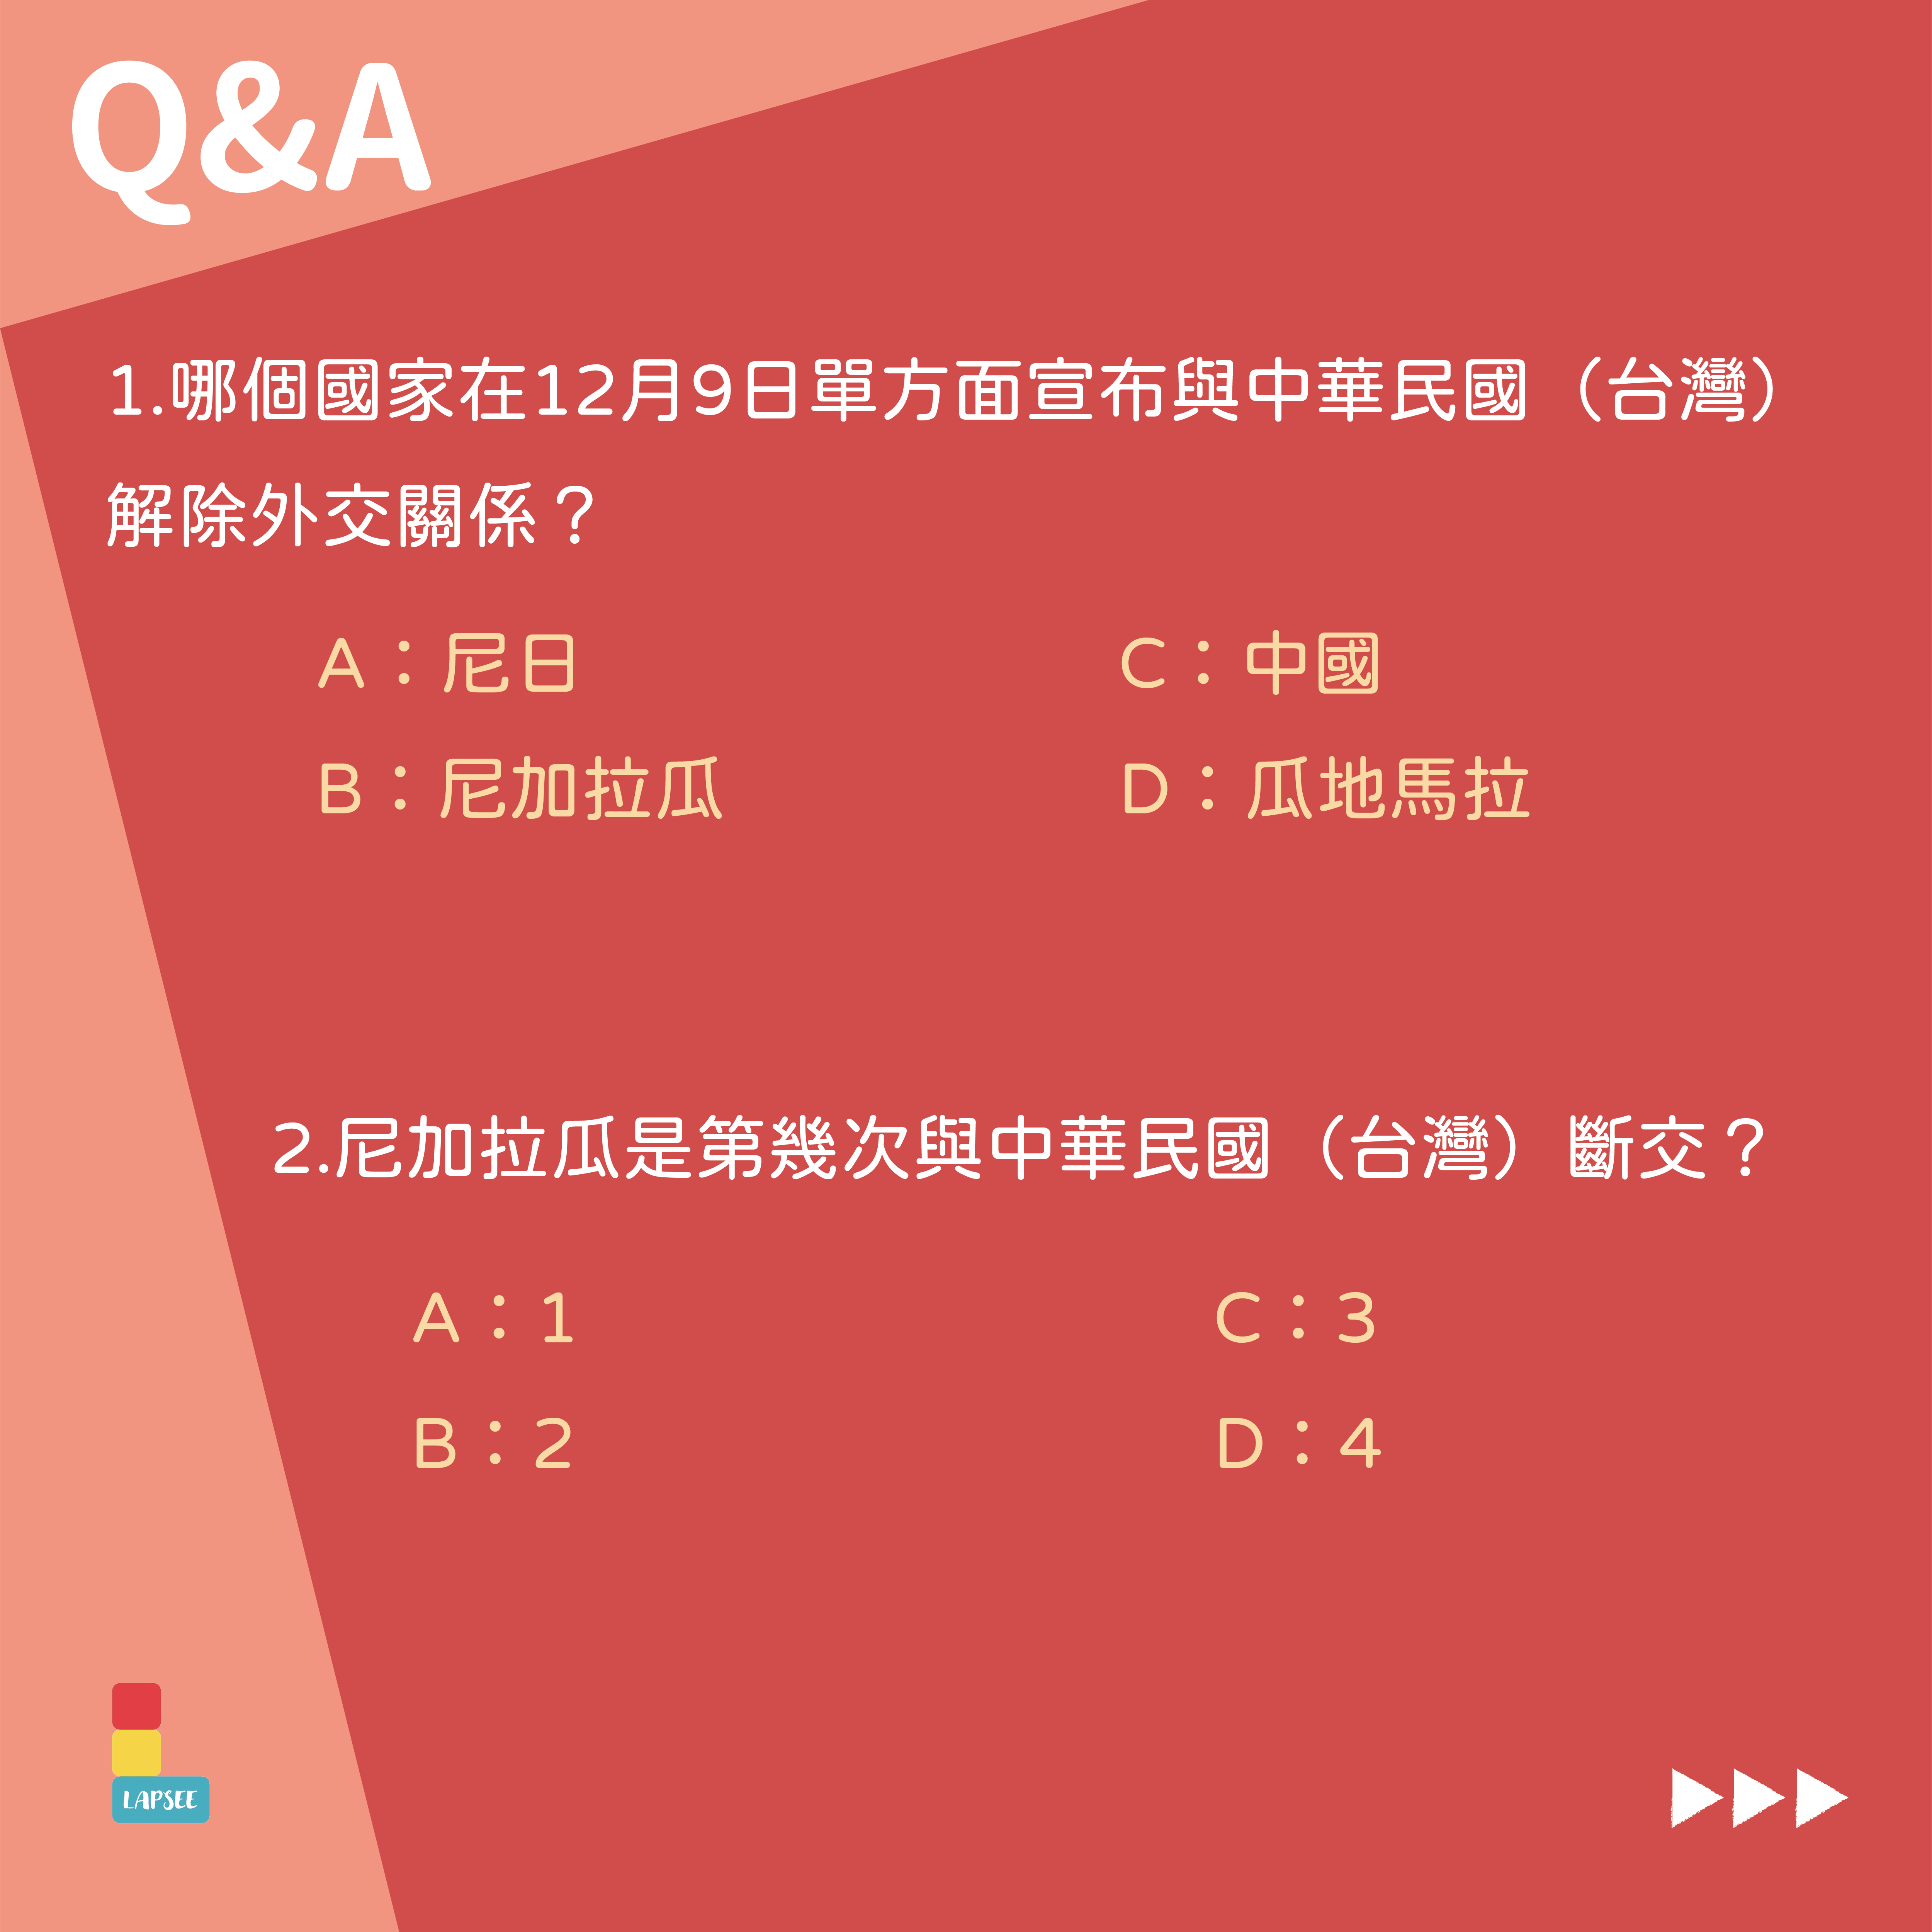 Q&A
1.哪個國家在12月9日單方面宣布與中華民國（台灣）
解除外交關係？
A：尼日
C：中國
B：尼加拉瓜
D：瓜地馬拉
2.尼加拉瓜是第幾次與中華民國（台灣）斷交？
A：1
C：3
B：2
D：4
LAPSEE